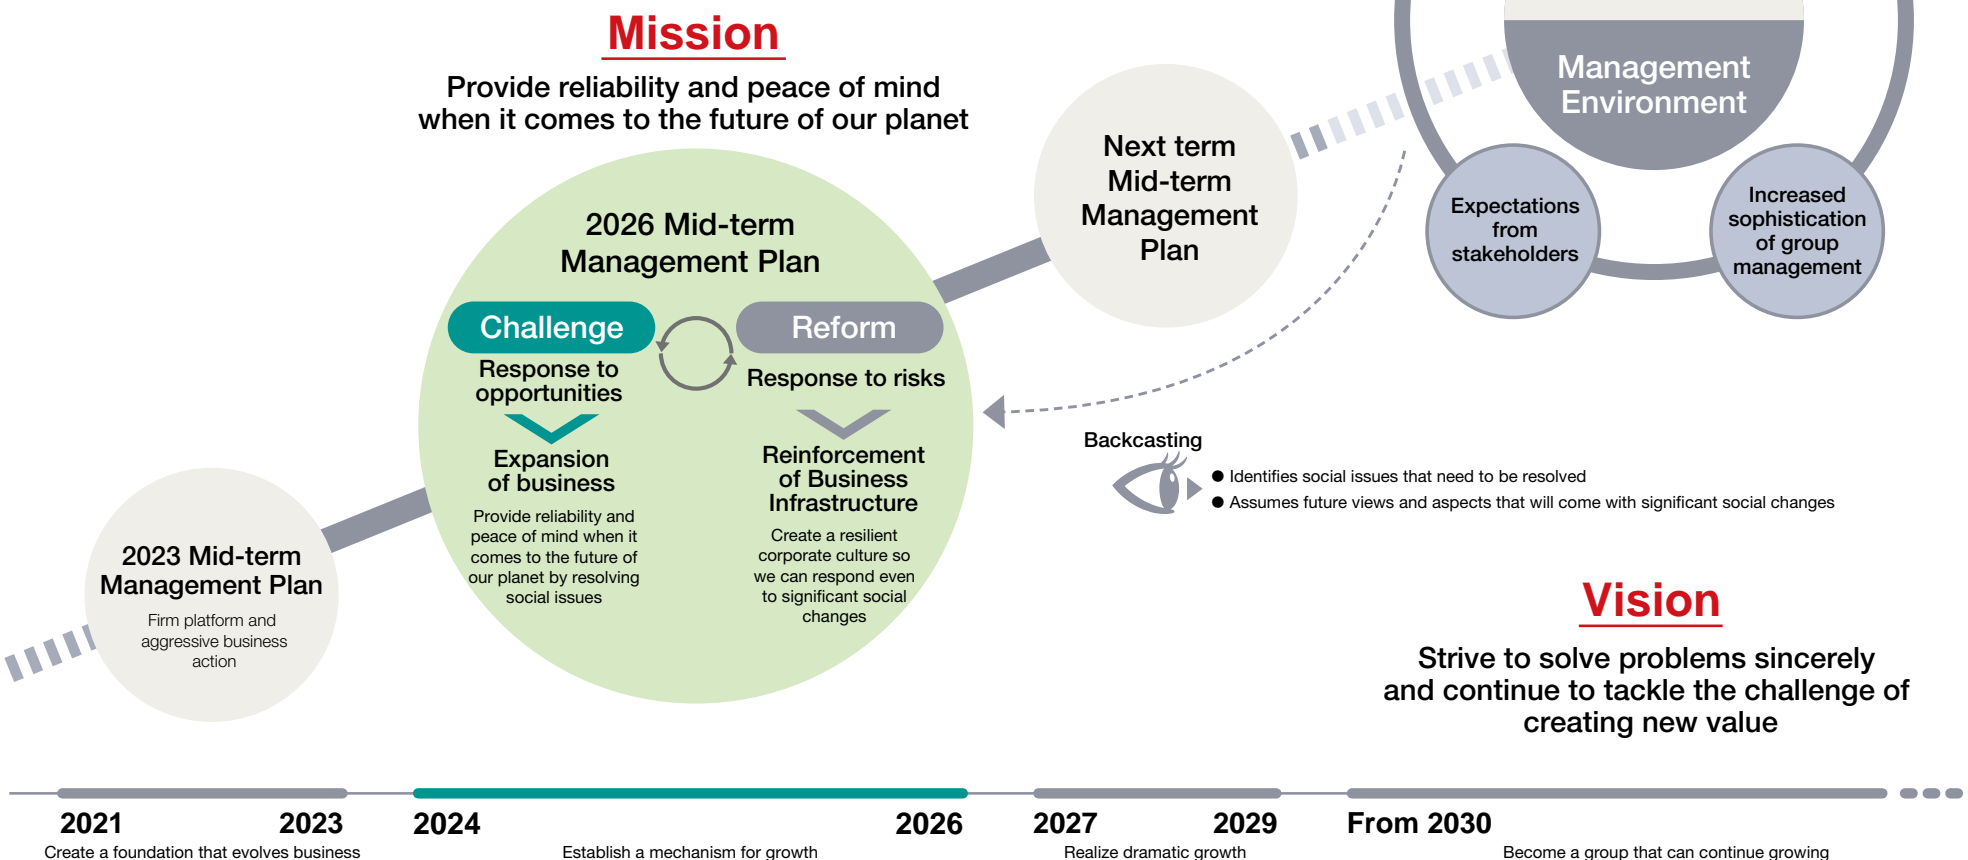 Mission
Provide reliability and peace of mind
when it comes to the future of our planet
Management
Environment
Expectations
from
stakeholders
Increased
sophistication
of group
management
Next term
Mid-term
Management
Plan
2026 Mid-term
Management Plan
Challenge
Response to
opportunities
Expansion
of business
Provide reliability and
peace of mind when it
comes to the future of
our planet by resolving
social issues
Reform
Response to risks
Reinforcement
of Business
Infrastructure
Create a resilient
corporate culture so
we can respond even
to significant social
changes
Backcasting
● Identifies social issues that need to be resolved
● Assumes future views and aspects that will come with significant social changes
2023 Mid-term
Management Plan
Firm platform and
aggressive business
action
Vision
Strive to solve problems sincerely
and continue to tackle the challenge of
creating new value
2021 2023 2024 2026 2027 2029 From 2030
Create a foundation that evolves business Establish a mechanism for growth Realize dramatic growth Become a group that can continue growing